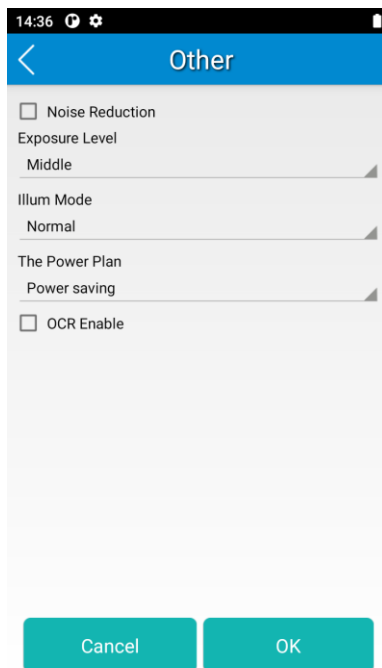 14:36
Other
Noise Reduction
Exposure Level
Middle
Illum Mode
Normal
The Power Plan
Power saving
OCR Enable
Cancel
OK